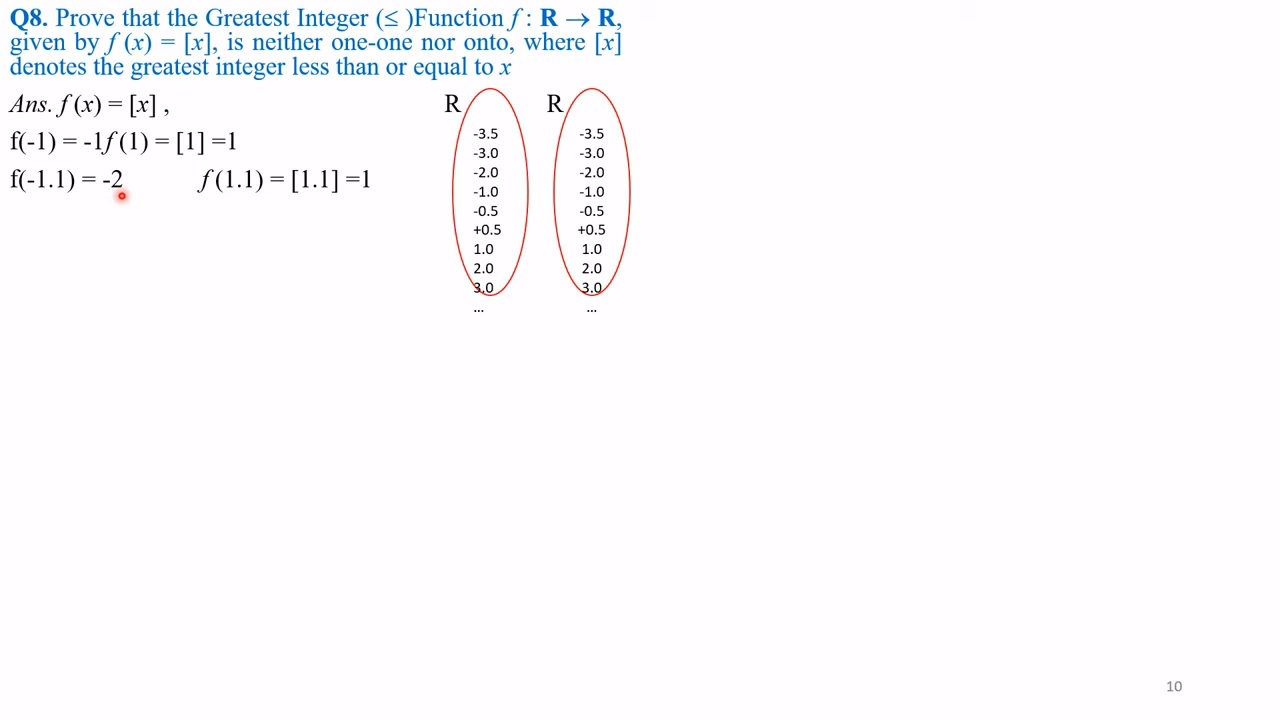 Q8. Prove that the Greatest Integer (≤ )Function f : R → R,
given by f (x) = [x], is neither one-one nor onto, where [x]
denotes the greatest integer less than or equal to x
Ans. f (x) = [x] ,
f(-1) = -1f (1) = [1] =1
f(-1.1) = -2 f (1.1) = [1.1] =1
R
-3.5
-3.0
-2.0
-1.0
-0.5
+0.5
1.0
2.0
3.0
...
R
-3.5
-3.0
-2.0
-1.0
-0.5
+0.5
1.0
2.0
3.0
...
10